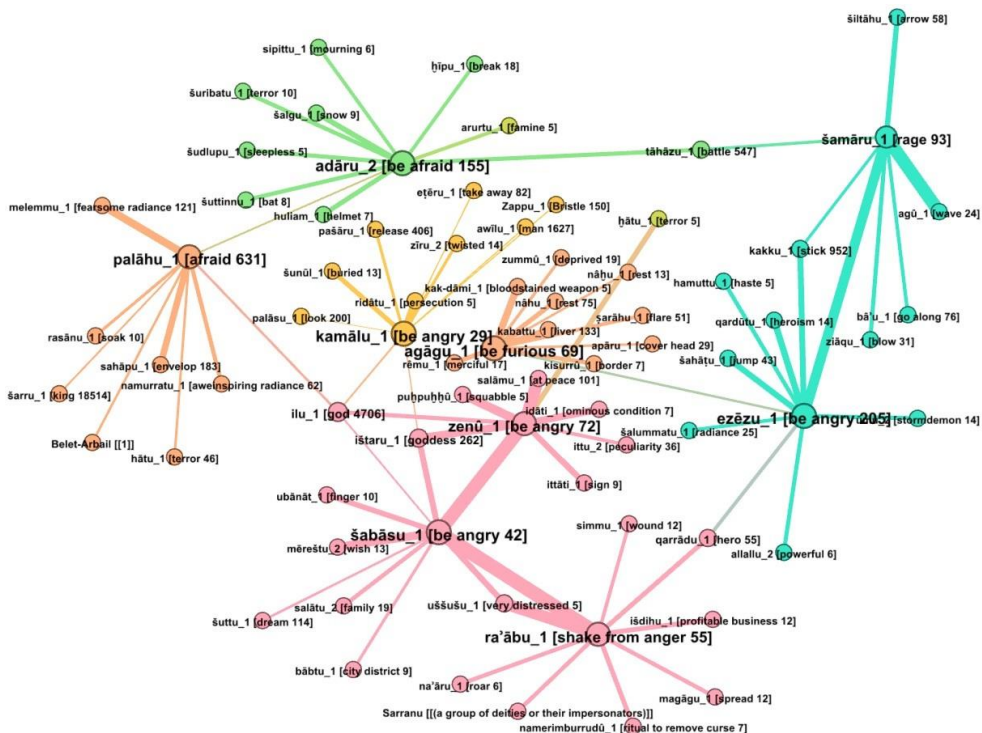 šiltāhu_1 [arrow 58]
sipittu_1 [mourning 6]
ḫīpu_1 [break 18]
šuribatu_1 [terror 10]
šalgu_1 [snow 9]
arurtu_1 [famine 5]
šamāru_1 [rage 93]
šudlupu_1 [sleepless 5]
tāhāzu_1 [battle 547]
adāru_2 [be afraid 155]
šuttinnu_1 [bat 8]
eṭēru_1 [take away 82]
melemmu_1 [fearsome radiance 121]
huliam_1 [helmet 7]
Zappu_1 [Bristle 150]
agû_1 [wave 24]
pašāru_1 [release 406]
awīlu_1 [man 1627]
ḫātu_1 [terror 5]
zīru_2 [twisted 14]
kakku_1 [stick 952]
palāhu_1 [afraid 631]
zummû_1 [deprived 19]
šunūl_1 [buried 13]
nāḫu_1 [rest 13]
kak-dāmi_1 [bloodstained weapon 5]
hamuttu_1 [haste 5]
ridātu_1 [persecution 5]
nâhu_1 [rest 75]
palāsu_1 [look 200]
ṣarāhu_1 [flare 51]
bâ'u_1 [go along 76]
qardūtu_1 [heroism 14]
kamālu_1 [be angry 29]
kabattu_1 [liver 133]
rasānu_1 [soak 10]
apāru_1 [cover head 29]
ziāqu_1 [blow 31]
agāgu_1 [be furious 69]
šahāṭu_1 [jump 43]
sahāpu_1 [envelop 183]
rēmu_1 [merciful 17]
kisurrû_1 [border 7]
namurratu_1 [aweinspiring radiance 62]
salāmu_1 [at peace 101]
šarru_1 [king 18514]
puḫpuḫḫû_1 [squabble 5]
ilu_1 [god 4706]
idāti_1 [ominous condition 7]
ezēzu_1 [be angry 205]
[stormdemon 14]
zenû_1 [be angry 72]
šalummatu_1 [radiance 25]
Belet-Arbail [[1]]
ištaru_1 [goddess 262]
ittu_2 [peculiarity 36]
hātu_1 [terror 46]
ittāti_1 [sign 9]
ubānāt_1 [finger 10]
simmu_1 [wound 12]
šabāsu_1 [be angry 42]
qarrādu_1 [hero 55]
mēreštu_2 [wish 13]
allallu_2 [powerful 6]
salātu_2 [family 19]
uššušu_1 [very distressed 5]
šuttu_1 [dream 114]
išdihu_1 [profitable business 12]
ra'ābu_1 [shake from anger 55]
bābtu_1 [city district 9]
na'āru_1 [roar 6]
magāgu_1 [spread 12]
Sarranu [[(a group of deities or their impersonators)]]
namerimburrudû_1 [ritual to remove curse 7]